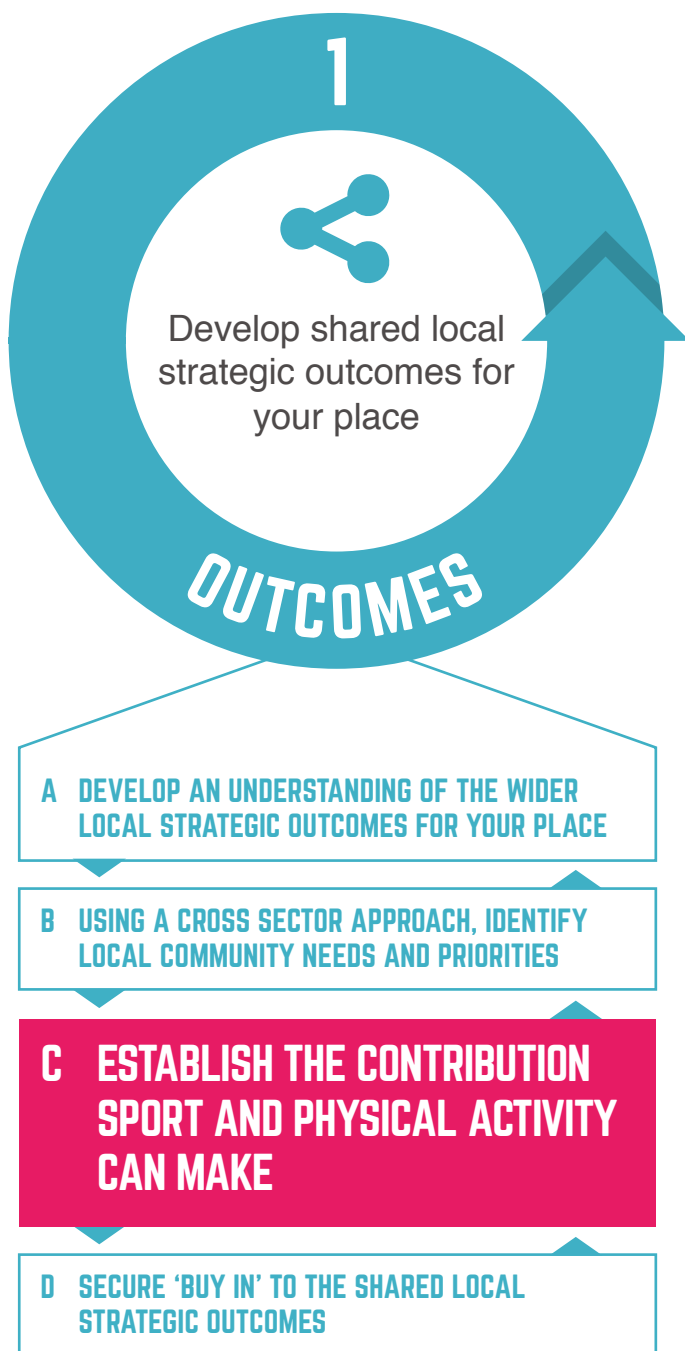 1
Develop shared local
strategic outcomes for
your place
OUTCOMES
A DEVELOP AN UNDERSTANDING OF THE WIDER
LOCAL STRATEGIC OUTCOMES FOR YOUR PLACE
B USING A CROSS SECTOR APPROACH, IDENTIFY
LOCAL COMMUNITY NEEDS AND PRIORITIES
C ESTABLISH THE CONTRIBUTION
SPORT AND PHYSICAL ACTIVITY
CAN MAKE
D SECURE ‘BUY IN’ TO THE SHARED LOCAL
STRATEGIC OUTCOMES